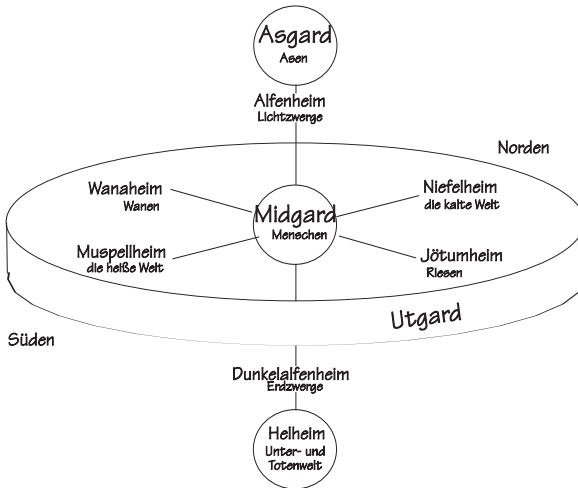 Asgard
Asen
Alfenheim
Lichtzwerge
Norden
Wanaheim
Wanen
Niefelheim
die kalte Welt
Midgard
Menschen
Muspellheim
die heiße Welt
Jötumheim
Riesen
Utgard
Süden
Dunkelalfenheim
Erdzwerge
Helheim
Unter- und
Totenwelt